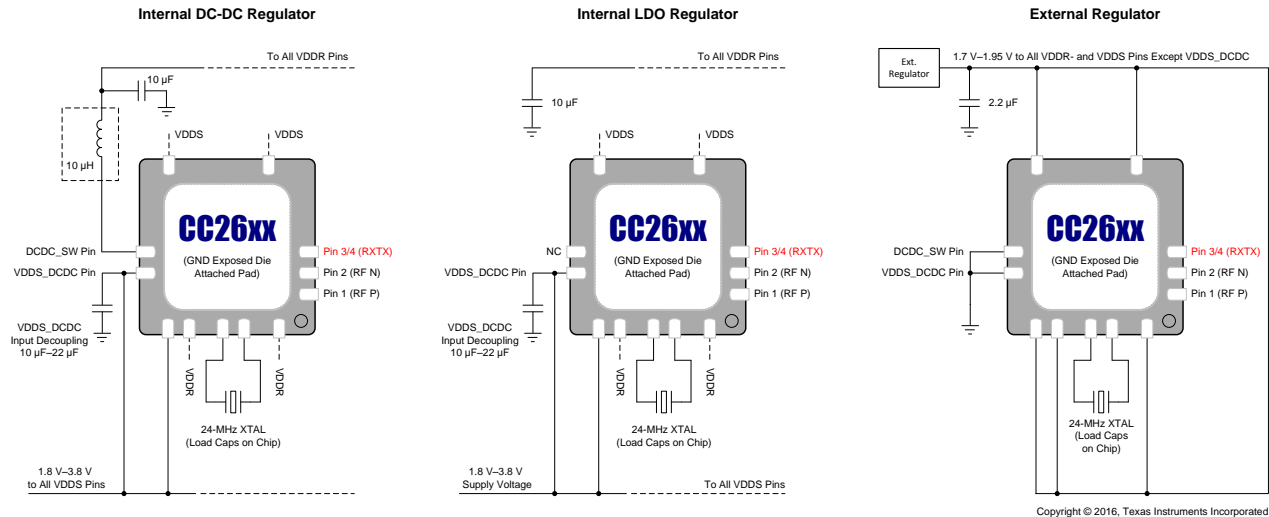 Internal DC-DC Regulator
To All VDDR Pins
10 µF
10 µH
VDDS
VDDS
CC26xx
(GND Exposed Die
Attached Pad)
DCDC_SW Pin
VDDS_DCDC Pin
Pin 3/4 (RXTX)
Pin 2 (RF N)
Pin 1 (RF P)
VDDS_DCDC
Input Decoupling
10 µF–22 µF
VDDR
VDDR
24-MHz XTAL
(Load Caps on Chip)
1.8 V–3.8 V
to All VDDS Pins
Internal LDO Regulator
To All VDDR Pins
10 µF
VDDS
VDDS
CC26xx
(GND Exposed Die
Attached Pad)
NC
VDDS_DCDC Pin
Pin 3/4 (RXTX)
Pin 2 (RF N)
Pin 1 (RF P)
VDDS_DCDC
Input Decoupling
10 µF–22 µF
VDDR
VDDR
24-MHz XTAL
(Load Caps on Chip)
1.8 V–3.8 V
Supply Voltage
To All VDDS Pins
External Regulator
Ext.
Regulator
1.7 V–1.95 V to All VDDR- and VDDS Pins Except VDDS_DCDC
2.2 µF
CC26xx
(GND Exposed Die
Attached Pad)
DCDC_SW Pin
VDDS_DCDC Pin
Pin 3/4 (RXTX)
Pin 2 (RF N)
Pin 1 (RF P)
24-MHz XTAL
(Load Caps
on Chip)
Copyright © 2016, Texas Instruments Incorporated